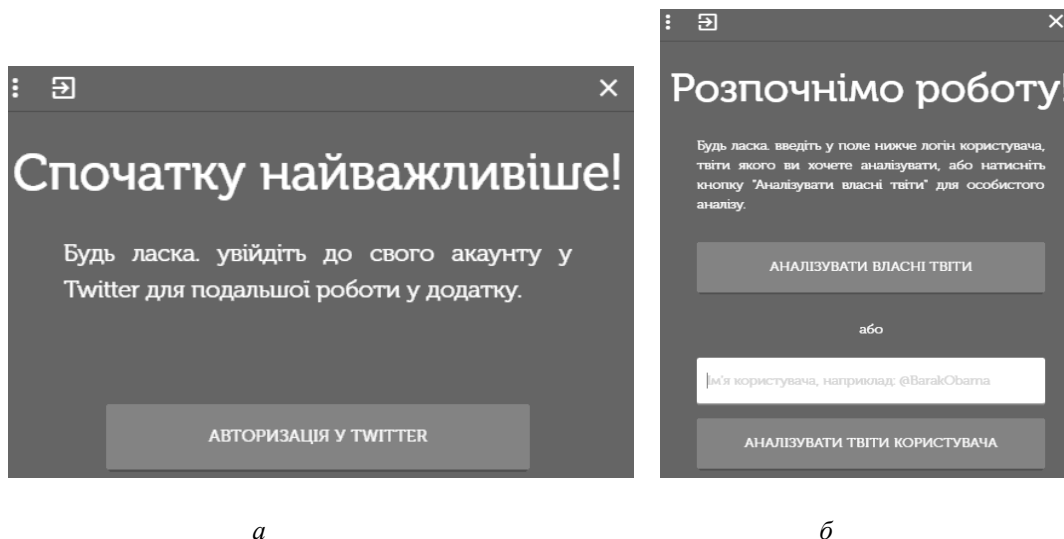 Спочатку найважливіше!
Будь ласка. увійдіть до свого акаунту у
Twitter для подальшої роботи у додатку.
АВТОРИЗАЦІЯ У TWITTER
а
Розпочнімо роботу!
Будь ласка. введіть у поле нижче логін користувача,
твіти якого ви хочете аналізувати, або натисніть
кнопку "Аналізувати власні твіти" для особистого
аналізу.
АНАЛІЗУВАТИ ВЛАСНІ ТВІТИ
або
Ім'я користувача, наприклад: @BarakObama
АНАЛІЗУВАТИ ТВІТИ КОРИСТУВАЧА
б